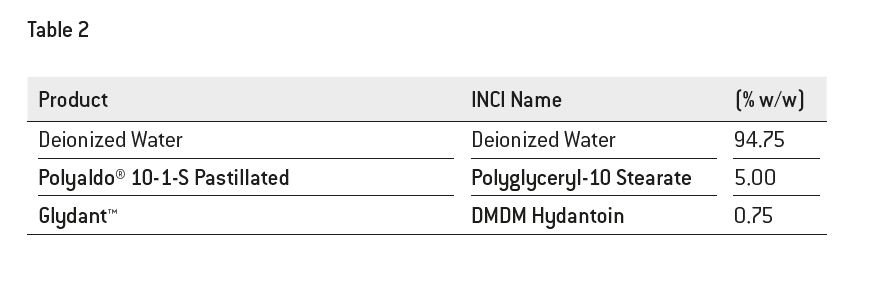 Table 2
Product INCI Name (% w/w)
Deionized Water Deionized Water 94.75
Polyaldo® 10-1-S Pastillated Polyglyceryl-10 Stearate 5.00
Glydant™ DMDM Hydantoin 0.75